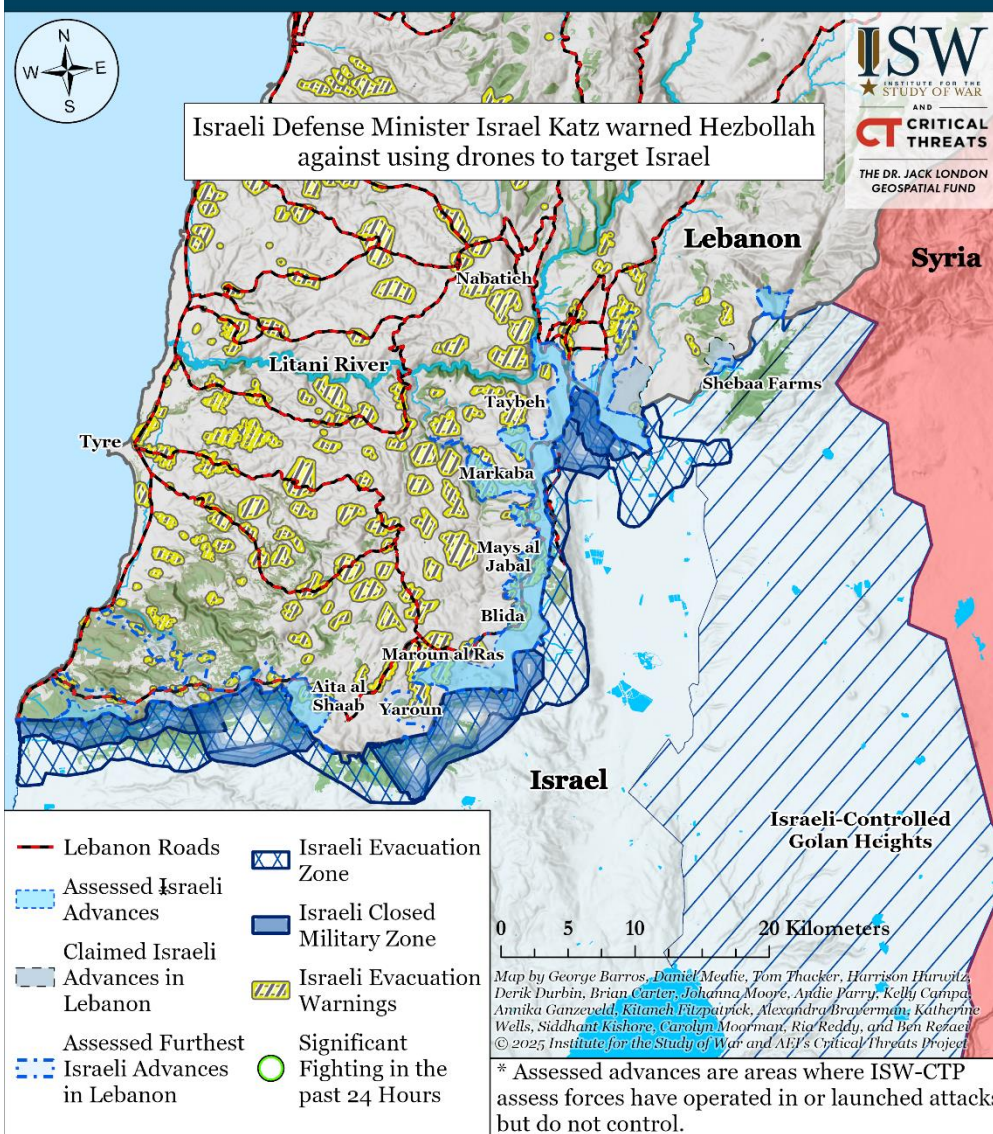 N
W E
S
ISW
INSTITUTE FOR THE
STUDY OF WAR
AND
CT CRITICAL
THREATS
THE DR. JACK LONDON
GEOSPATIAL FUND
Israeli Defense Minister Israel Katz warned Hezbollah
against using drones to target Israel
Lebanon
Syria
Nabatieh
Litani River
Shebaa Farms
Taybeh
Tyre
Markaba
Mays al
Jabal
Blida
Maroun al Ras
Aita al
Shaab
Yaroun
Israel
Israeli-Controlled
Golan Heights
Lebanon Roads
Assessed Israeli
Advances*
Claimed Israeli
Advances in
Lebanon
Assessed Furthest
Israeli Advances
in Lebanon
Israeli Evacuation
Zone
Israeli Closed
Military Zone
Israeli Evacuation
Warnings
Significant
Fighting in the
past 24 Hours
0 5 10 20 Kilometers
Map by George Barros, Daniel Mealie, Tom Thacker, Harrison Hurwitz,
Derik Durbin, Brian Carter, Johanna Moore, Andie Parry, Kelly Campa,
Annika Ganzeveld, Kitaneh Fitzpatrick, Alexandra Braverman, Katherine
Wells, Siddhant Kishore, Carolyn Moorman, Ria Reddy, and Ben Rezaei
© 2025 Institute for the Study of War and AEI's Critical Threats Project
* Assessed advances are areas where ISW-CTP
assess forces have operated in or launched attacks
but do not control.